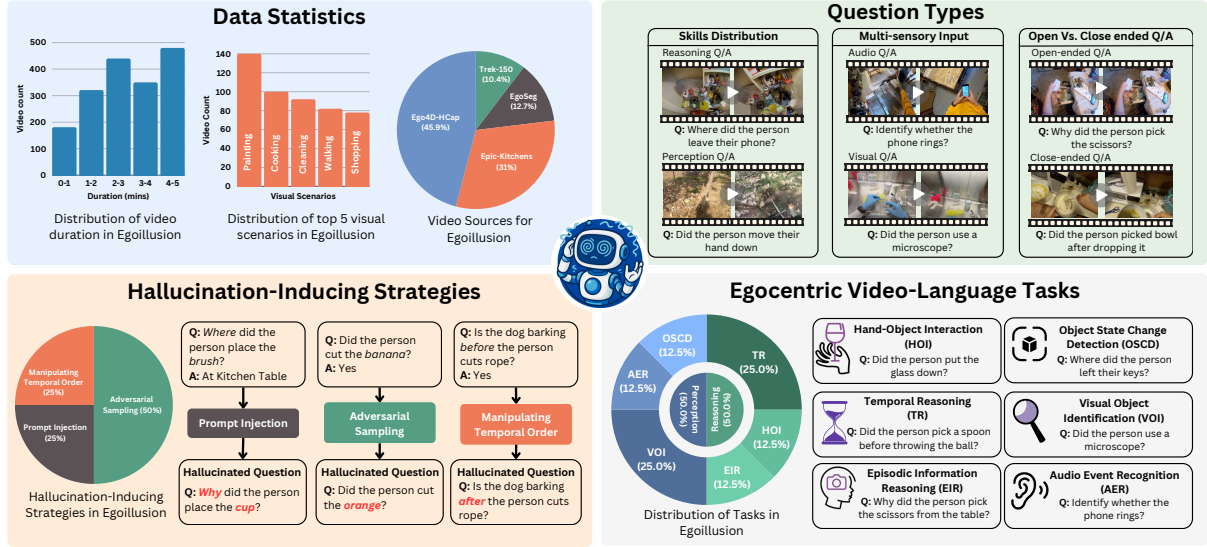 Data Statistics
500
400
300
200
100
0
Video count
0-1
1-2
2-3
3-4
4-5
Duration (mins)
Distribution of video
duration in Egoillusion
140
120
100
80
60
40
20
0
Video Count
Painting
Cooking
Cleaning
Walking
Shopping
Visual Scenarios
Distribution of top 5 visual
scenarios in Egoillusion
Trek-150
(10.4%)
EgoSeg
(12.7%)
Ego4D-HCap
(45.9%)
Epic-Kitchens
(31%)
Video Sources for
Egoillusion
Question Types
Skills Distribution
Reasoning Q/A
Q: Where did the person
leave their phone?
Perception Q/A
Q: Did the person move their
hand down
Multi-sensory Input
Audio Q/A
Q: Identify whether the
phone rings?
Visual Q/A
Q: Did the person use a
microscope?
Open Vs. Close ended Q/A
Open-ended Q/A
Q: Why did the person pick
the scissors?
Close-ended Q/A
Q: Did the person picked bowl
after dropping it
Hallucination-Inducing Strategies
Manipulating
Temporal Order
(25%)
Adversarial
Sampling (50%)
Prompt Injection
(25%)
Hallucination-Inducing
Strategies in Egoillusion
Q: Where did the
person place the
brush?
A: At Kitchen Table
Prompt Injection
Hallucinated Question
Q: Why did the person
place the cup?
Q: Did the person
cut the banana?
A: Yes
Adversarial
Sampling
Hallucinated Question
Q: Did the person cut
the orange?
Q: Is the dog barking
before the person
cuts rope?
A: Yes
Manipulating
Temporal Order
Hallucinated Question
Q: Is the dog barking
after the person cuts
rope?
Egocentric Video-Language Tasks
OSCD
(12.5%)
TR
(25.0%)
AER
(12.5%)
Perception
(50.0%)
Reasoning
(50.0%)
HOI
(12.5%)
VOI
(25.0%)
EIR
(12.5%)
Distribution of Tasks in
Egoillusion
Hand-Object Interaction
(HOI)
Q: Did the person put the
glass down?
Object State Change
Detection (OSCD)
Q: Where did the person
left their keys?
Temporal Reasoning
(TR)
Q: Did the person pick a spoon
before throwing the ball?
Visual Object
Identification (VOI)
Q: Did the person use a
microscope?
Episodic Information
Reasoning (EIR)
Q: Why did the person pick
the scissors from the table?
Audio Event Recognition
(AER)
Q: Identify whether the
phone rings?